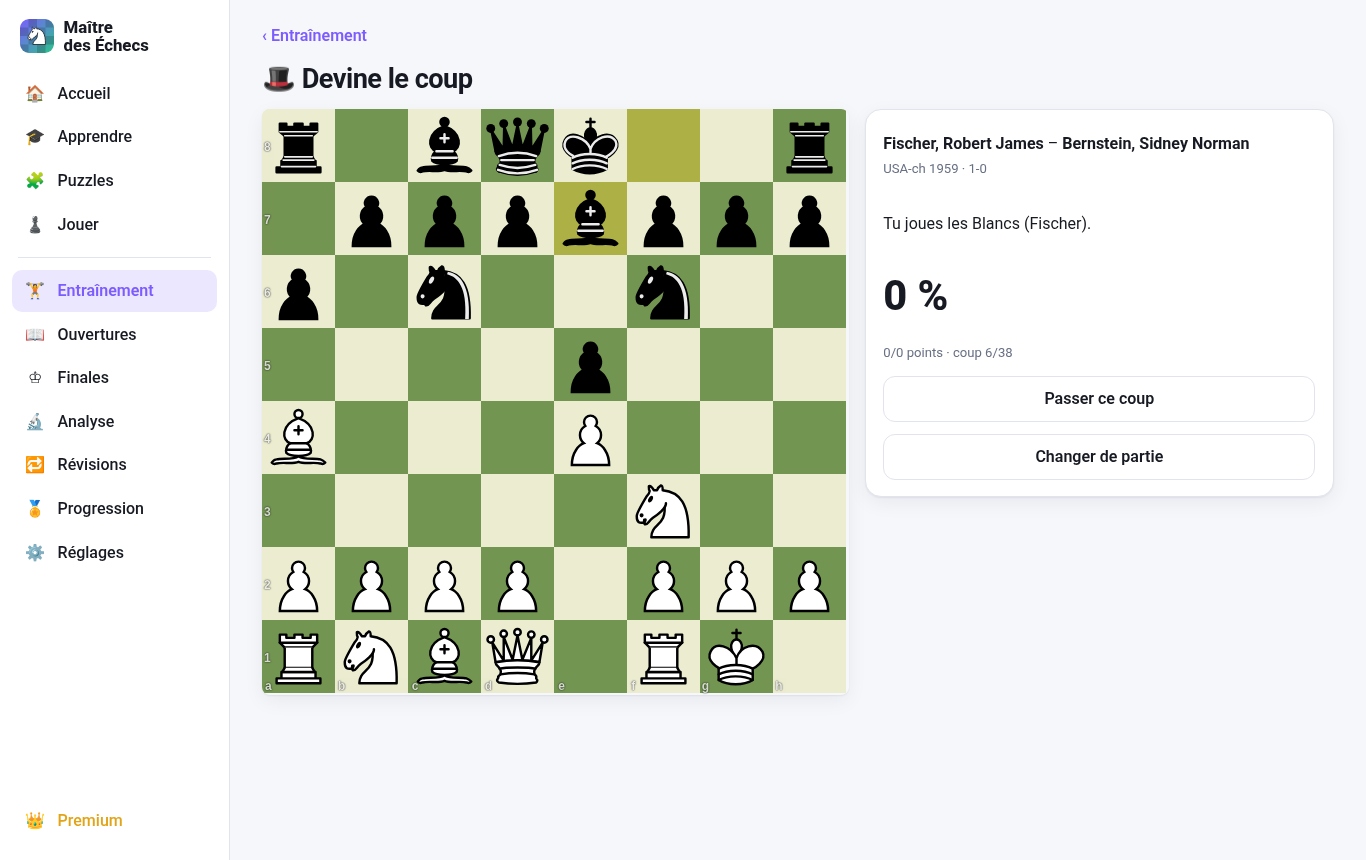 Maître
des Échecs
Accueil
Apprendre
Puzzles
Jouer
Entraînement
Ouvertures
Finales
Analyse
Révisions
Progression
Réglages
Premium
‹ Entraînement
Devine le coup
8
7
6
5
4
3
2
1
a b c d e f g h
Fischer, Robert James – Bernstein, Sidney Norman
USA-ch 1959 · 1-0
Tu joues les Blancs (Fischer).
0 %
0/0 points · coup 6/38
Passer ce coup
Changer de partie